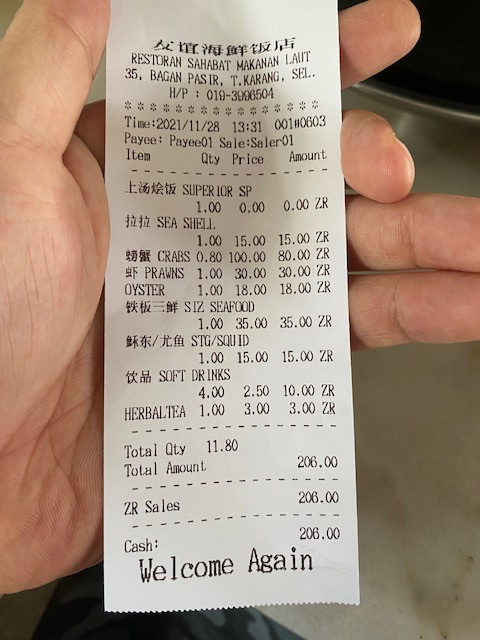 友谊海鲜饭店
RESTORAN SAHABAT MAKANAN LAUT
35, BAGAN PASIR, T.KARANG, SEL.
H/P : 019-3996504
* * * * * * * * * * * * * * * * * *
Time:2021/11/28 13:31 001#0603
Payee: Payee01 Sale:Saler01
Item Qty Price Amount
- - - - - - - - - - - - - - - - - -
上汤烩饭 SUPERIOR SP
1.00 0.00 0.00 ZR
拉拉 SEA SHELL
1.00 15.00 15.00 ZR
螃蟹 CRABS 0.80 100.00 80.00 ZR
虾 PRAWNS 1.00 30.00 30.00 ZR
OYSTER 1.00 18.00 18.00 ZR
铁板三鲜 SIZ SEAFOOD
1.00 35.00 35.00 ZR
稣东/尤鱼 STG/SQUID
1.00 15.00 15.00 ZR
饮品 SOFT DRINKS
4.00 2.50 10.00 ZR
HERBALTEA 1.00 3.00 3.00 ZR
- - - - - - - - - - - - - - - - - -
Total Qty 11.80
Total Amount 206.00
- - - - - - - - - - - - - - - - - -
ZR Sales 206.00
- - - - - - - - - - - - - - - - - -
Cash: 206.00
Welcome Again